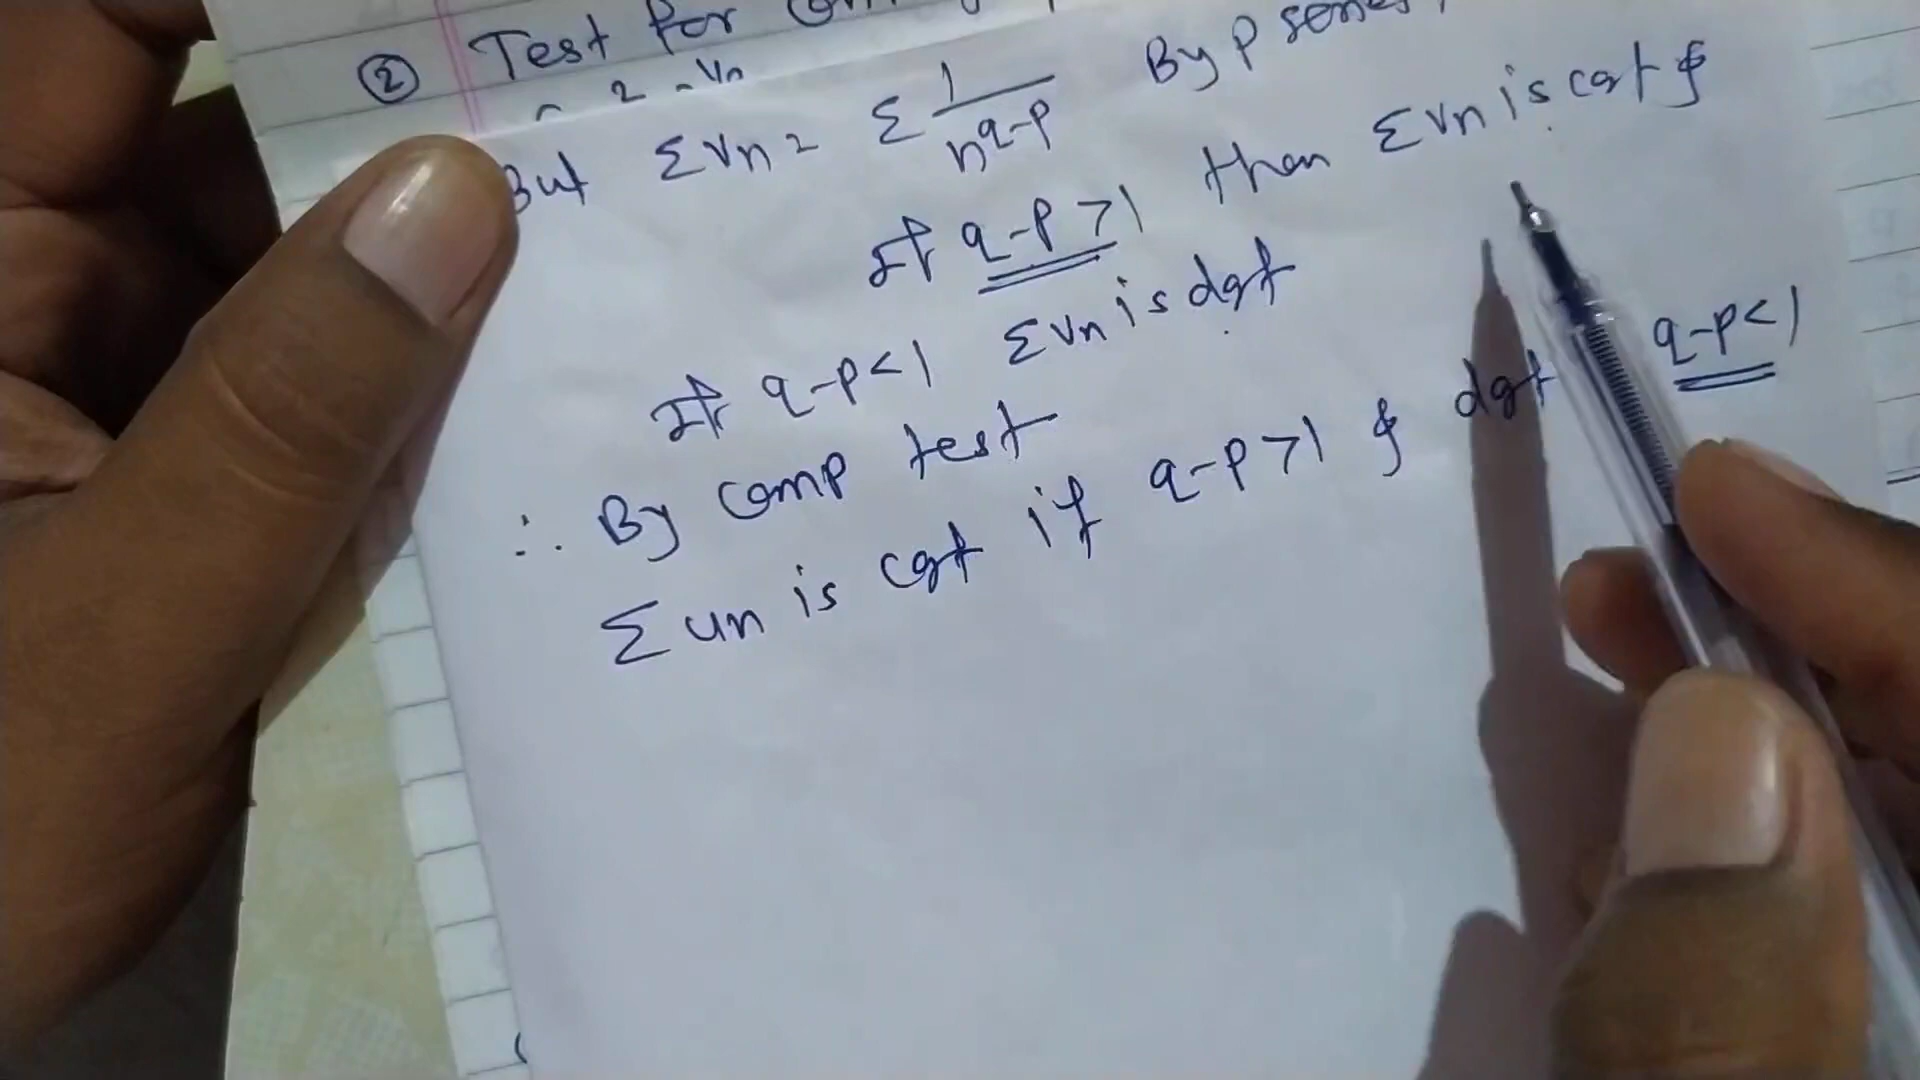 ② Test for
But Σvn = Σ 1/n^(q-p) By p series,
If q-p>1 then Σvn is cgt &
If q-p<1 Σvn is dgt
∴ By comp test
Σun is cgt if q-p>1 & dgt q-p<1